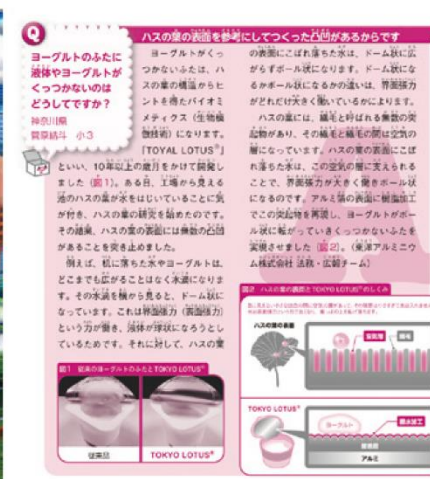 Q
ヨーグルトのふたに
液体やヨーグルトが
くっつかないのは
どうしてですか？
神奈川県
小3
ハスの葉の表面を参考にしてつくった凸凹があるからです
ヨーグルトがくっ
つかないふたは、ハ
スの葉の構造からヒ
ントを得たバイオミ
メティクス（生物模
倣技術）になります。
「TOYAL LOTUS®」
といい、10年以上の歳月をかけて開発し
ました（図1）。ある日、工場から見える
池のハスの葉が水をはじいていることに気
が付き、ハスの葉の研究を始めたのです。
その結果、ハスの葉の表面には無数の凸凹
があることを突き止めました。
例えば、机に落ちた水やヨーグルトは、
どこまでも広がることはなく水滴になりま
す。その水滴を横から見ると、ドーム状に
なっています。これは界面張力（表面張力）
という力が働き、液体が球状になろうとし
ているためです。それに対して、ハスの葉
の表面にこぼれ落ちた水は、ドーム状に広
がらずボール状になります。ドーム状にな
るかボール状になるかの違いは、界面張力
がどれだけ大きく働いているかによります。
ハスの葉には、繊毛と呼ばれる無数の突
起物があり、その繊毛と繊毛の間は空気の
層になっています。ハスの葉の表面にこぼ
れ落ちた水は、この空気の層に支えられる
ことで、界面張力が大きく働きボール状
になるのです。アルミ箔の表面に樹脂加工
でこの突起物を再現し、ヨーグルトがボー
ル状に転がっていきくっつかないふたを
実現させました（図2）。（東洋アルミニウ
ム株式会社 法務・広報チーム）
図1 従来のヨーグルトのふたとTOKYO LOTUS®
従来品
TOKYO LOTUS®
図2 ハスの葉の表面とTOKYO LOTUS®のしくみ
ハスの葉の表面
空気層
繊毛
TOKYO LOTUS®
ヨーグルト
撥水加工
樹脂層
アルミ